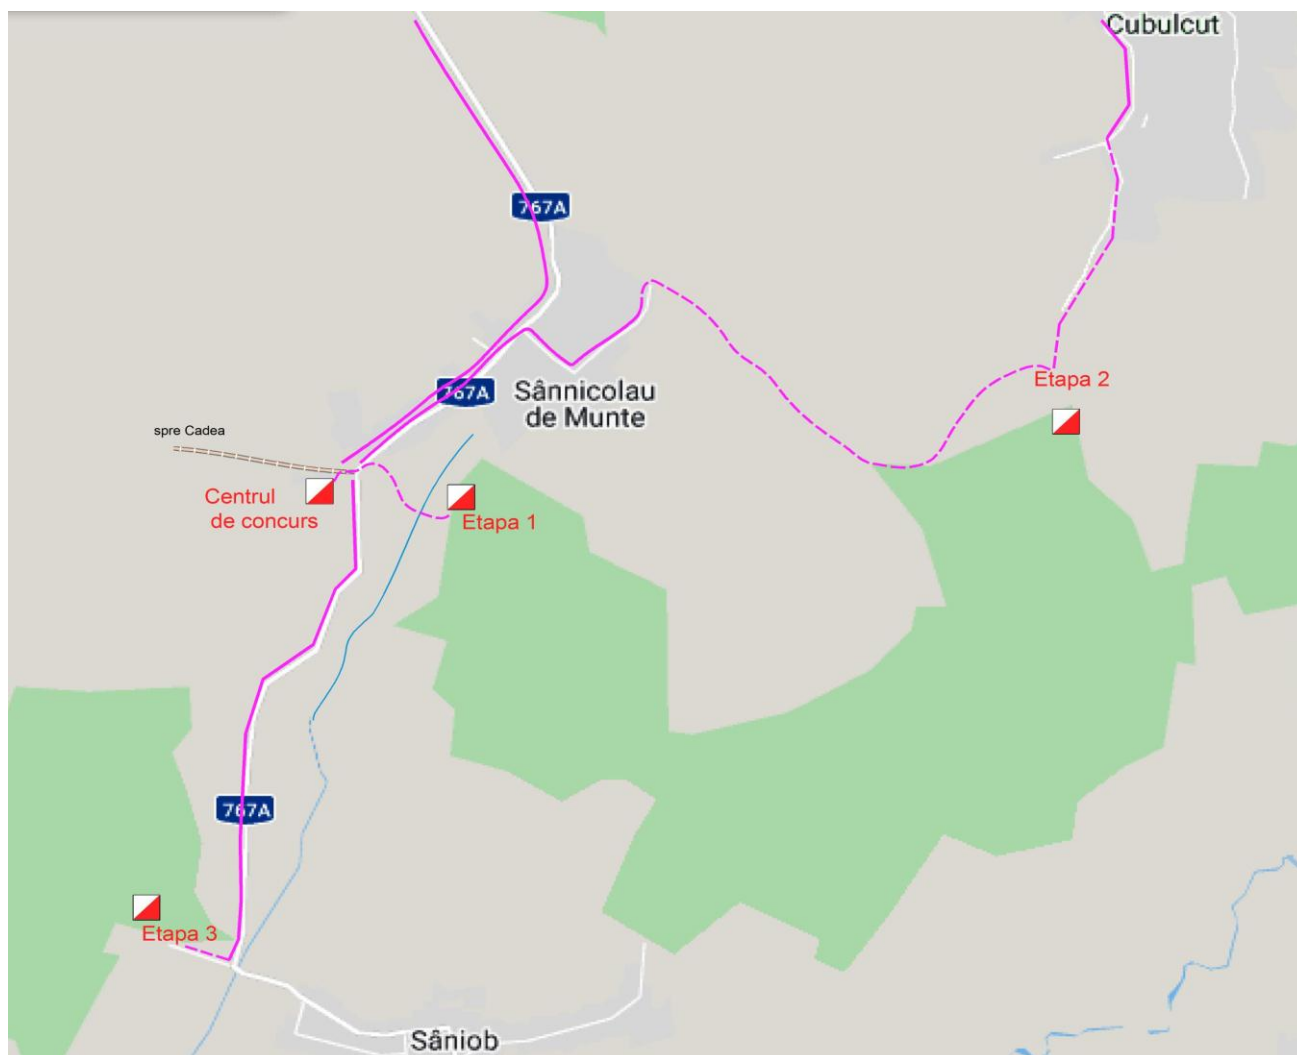 Cubulcut
767A
Etapa 2
767A
Sânnicolau
de Munte
spre Cadea
Centrul
de concurs
Etapa 1
767A
Etapa 3
Sâniob